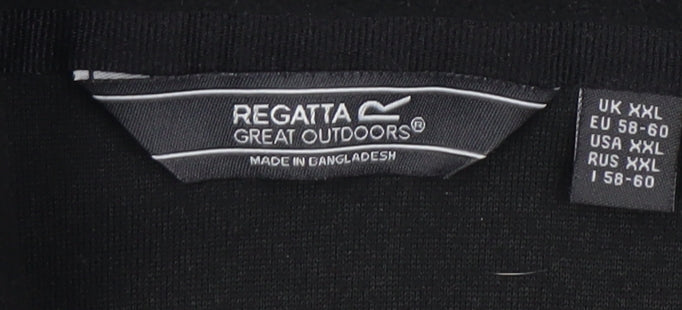 REGATTA
GREAT OUTDOORS®
MADE IN BANGLADESH
UK XXL
EU 58-60
USA XXL
RUS XXL
I 58-60